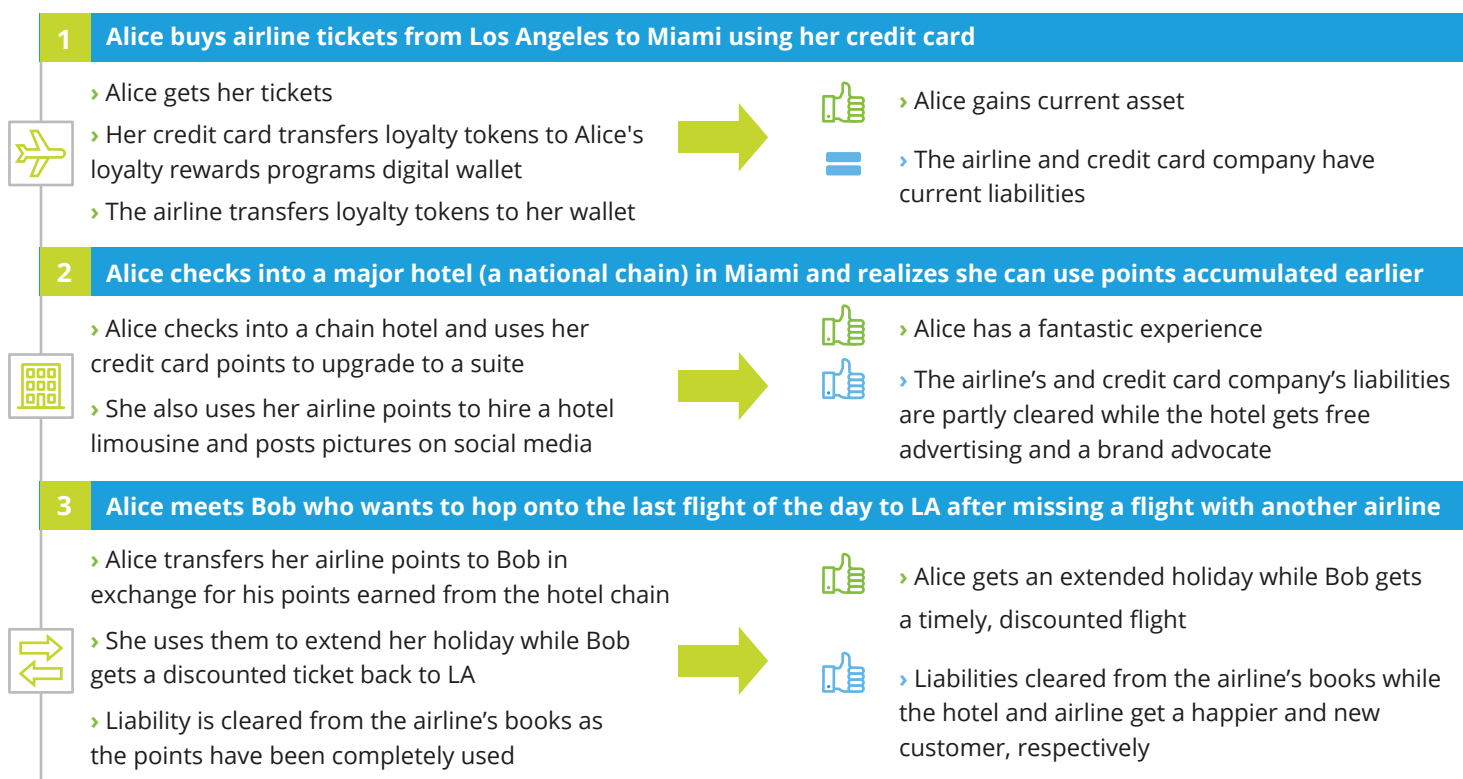 1 Alice buys airline tickets from Los Angeles to Miami using her credit card
› Alice gets her tickets
› Her credit card transfers loyalty tokens to Alice's
loyalty rewards programs digital wallet
› The airline transfers loyalty tokens to her wallet
› Alice gains current asset
› The airline and credit card company have
current liabilities
2 Alice checks into a major hotel (a national chain) in Miami and realizes she can use points accumulated earlier
› Alice checks into a chain hotel and uses her
credit card points to upgrade to a suite
› She also uses her airline points to hire a hotel
limousine and posts pictures on social media
› Alice has a fantastic experience
› The airline’s and credit card company’s liabilities
are partly cleared while the hotel gets free
advertising and a brand advocate
3 Alice meets Bob who wants to hop onto the last flight of the day to LA after missing a flight with another airline
› Alice transfers her airline points to Bob in
exchange for his points earned from the hotel chain
› She uses them to extend her holiday while Bob
gets a discounted ticket back to LA
› Liability is cleared from the airline’s books as
the points have been completely used
› Alice gets an extended holiday while Bob gets
a timely, discounted flight
› Liabilities cleared from the airline’s books while
the hotel and airline get a happier and new
customer, respectively